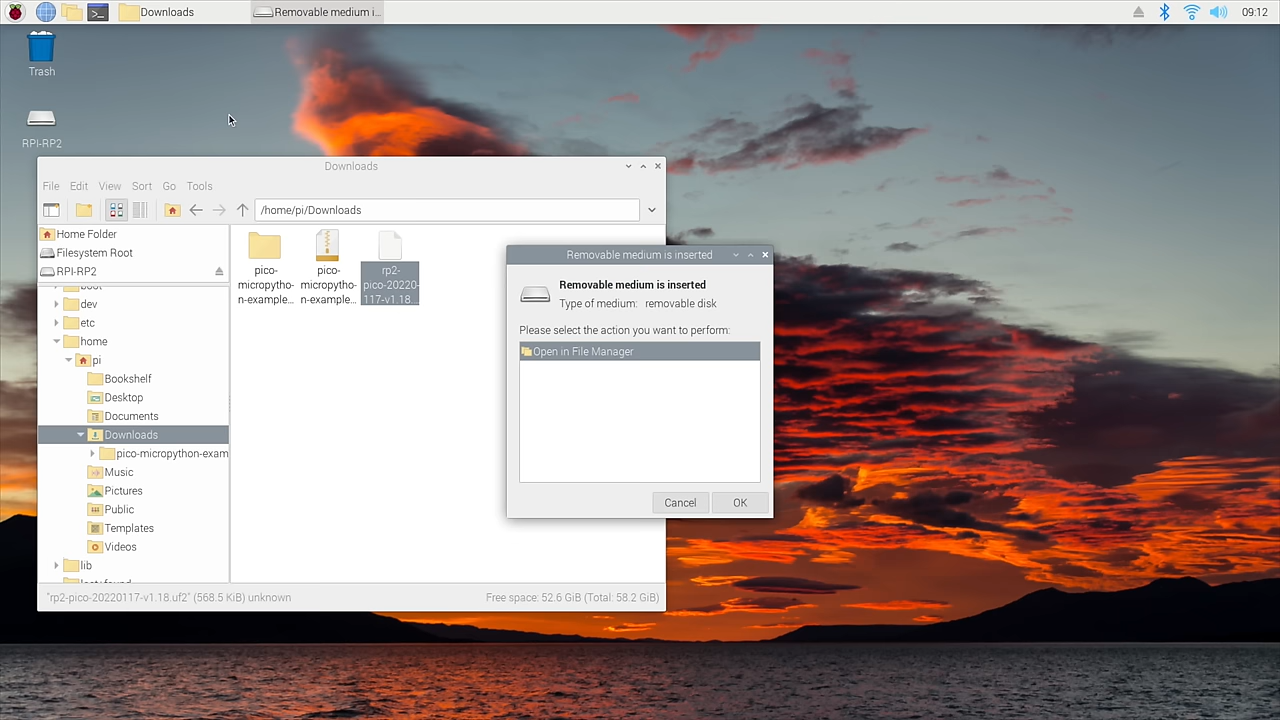 Downloads
Removable medium i...
09:12
Trash
RPI-RP2
Downloads
File Edit View Sort Go Tools
/home/pi/Downloads
Home Folder
Filesystem Root
RPI-RP2
boot
dev
etc
home
pi
Bookshelf
Desktop
Documents
Downloads
pico-micropython-exam
Music
Pictures
Public
Templates
Videos
lib
lost+found
pico-
micropytho-
n-example...
pico-
micropytho-
n-example...
rp2-
pico-20220-
117-v1.18...
"rp2-pico-20220117-v1.18.uf2" (568.5 KiB) unknown
Free space: 52.6 GiB (Total: 58.2 GiB)
Removable medium is inserted
Removable medium is inserted
Type of medium: removable disk
Please select the action you want to perform:
Open in File Manager
Cancel
OK